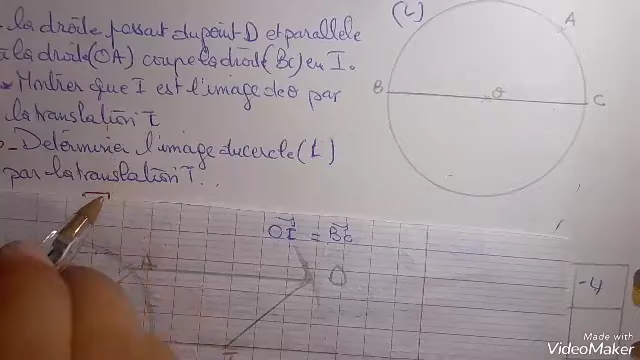 . la droite passant du point D et parallèle
à la droite (OA) coupe la droite (BC) en I.
- Montrer que I est l'image de O par
la translation T
- Déterminer l'image du cercle (L)
par la translation T..
(L)
A
B
O
C
OI = BC
A
D
I
-4
Made with
VideoMaker